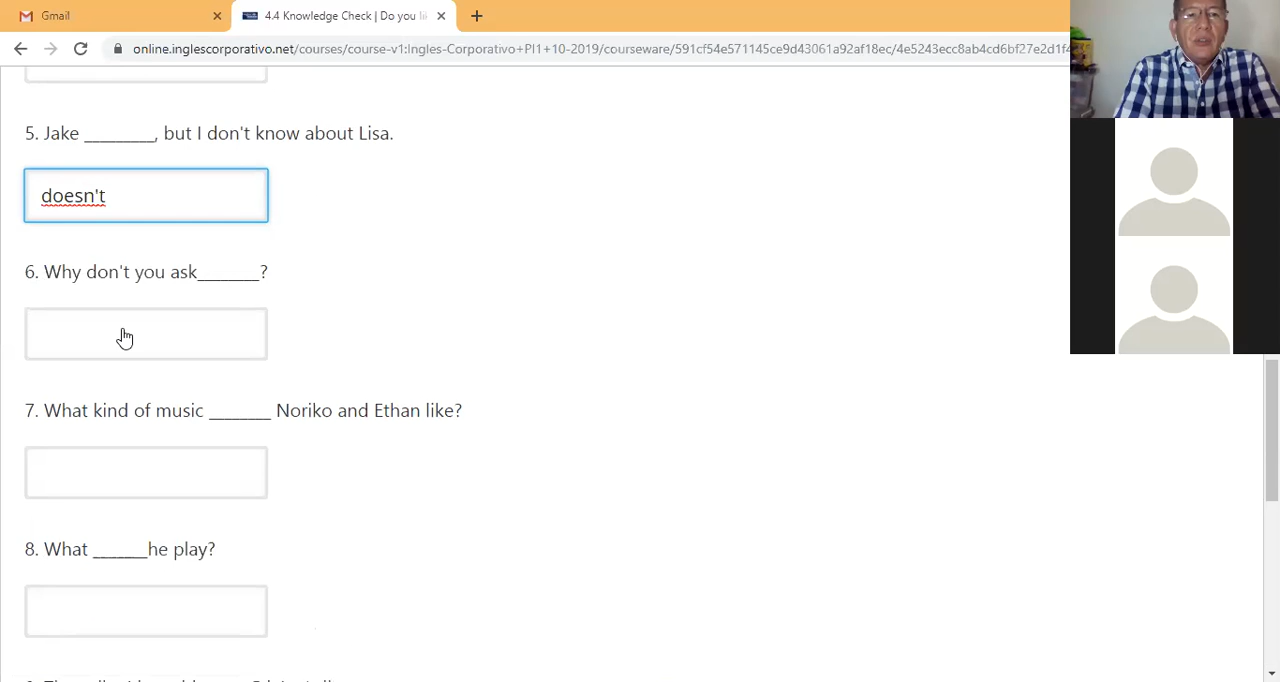 Gmail
4.4 Knowledge Check | Do you li
online.inglescorporativo.net/courses/course-v1:Ingles-Corporativo+PI1+10-2019/courseware/591cf54e571145ce9d43061a92af18ec/4e5243ecc8ab4cd6bf27e2d1f4
5. Jake ________, but I don't know about Lisa.
doesn't
6. Why don't you ask_______?
7. What kind of music _______ Noriko and Ethan like?
8. What ______he play?